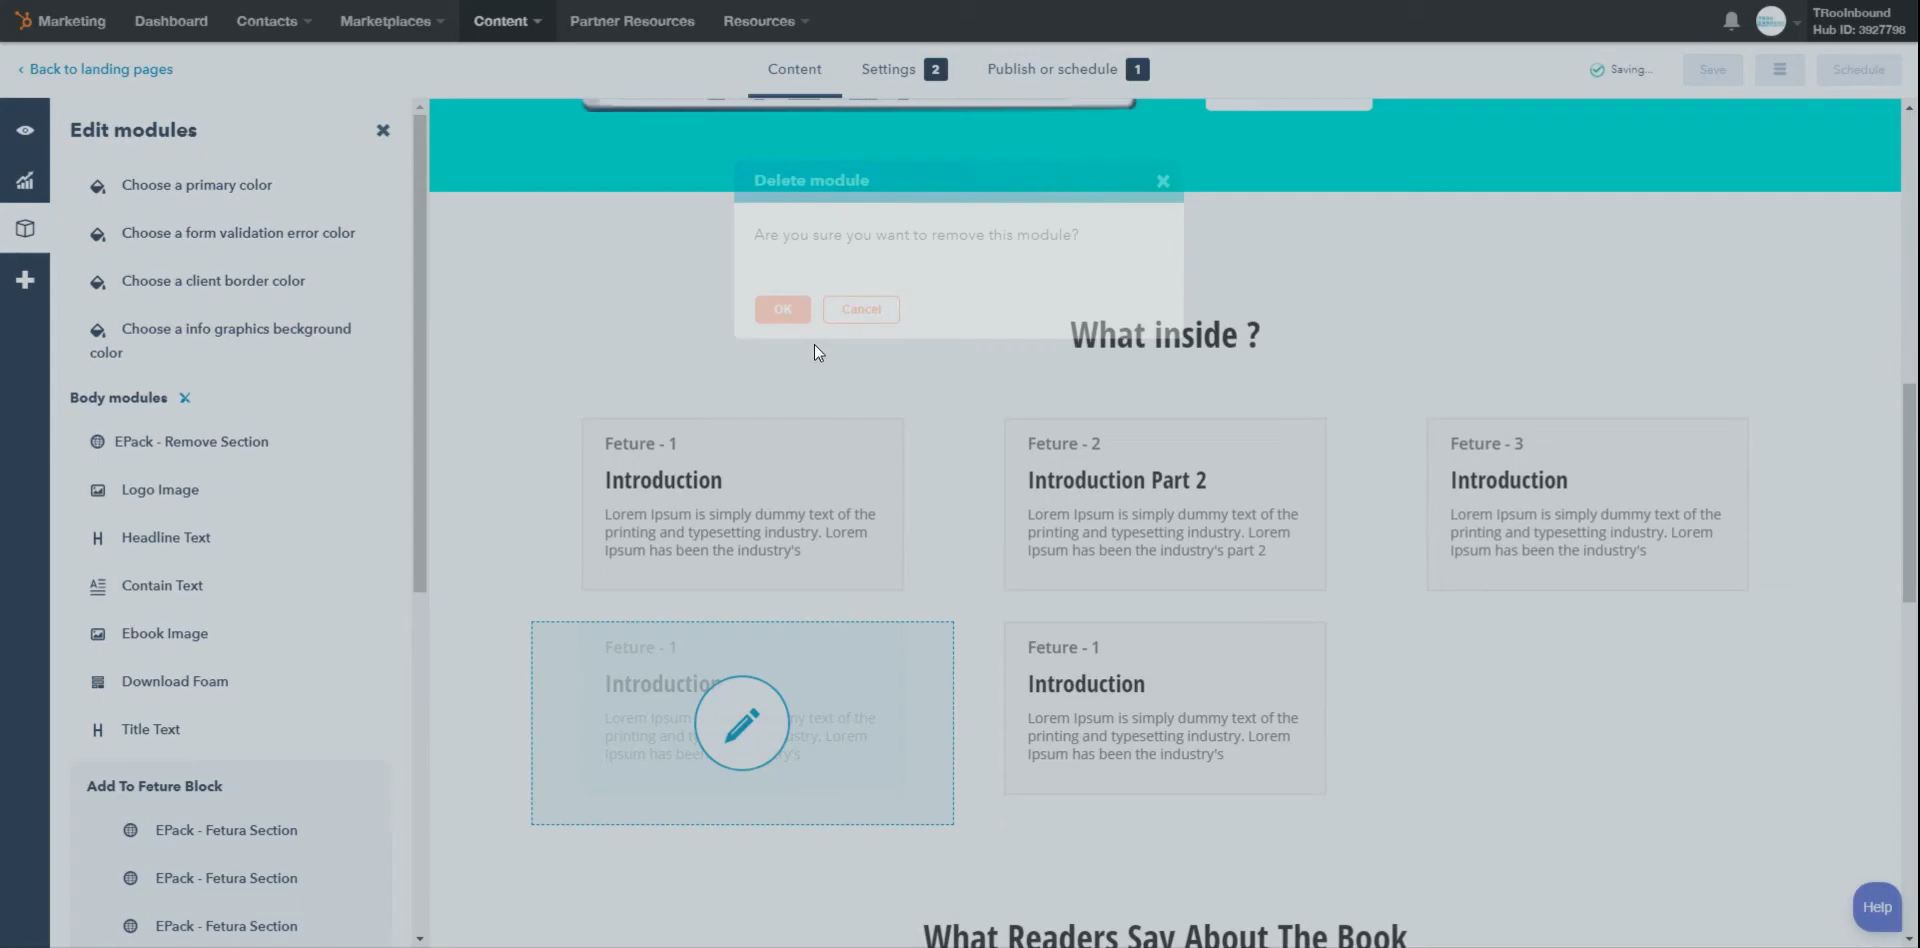 Marketing Dashboard Contacts Marketplaces Content Partner Resources Resources
TRooInbound
Hub ID: 3927798
‹ Back to landing pages
Content Settings 2 Publish or schedule 1
Saving... Save Schedule
Edit modules
Choose a primary color
Choose a form validation error color
Choose a client border color
Choose a info graphics beckground
color
Body modules
EPack - Remove Section
Logo Image
Headline Text
Contain Text
Ebook Image
Download Foam
Title Text
Add To Feture Block
EPack - Fetura Section
EPack - Fetura Section
EPack - Fetura Section
Delete module
Are you sure you want to remove this module?
OK Cancel
What inside ?
Feture - 1
Introduction
Lorem Ipsum is simply dummy text of the
printing and typesetting industry. Lorem
Ipsum has been the industry's
Feture - 2
Introduction Part 2
Lorem Ipsum is simply dummy text of the
printing and typesetting industry. Lorem
Ipsum has been the industry's part 2
Feture - 3
Introduction
Lorem Ipsum is simply dummy text of the
printing and typesetting industry. Lorem
Ipsum has been the industry's
Feture - 1
Introduction
Lorem Ipsum my text of the
printing and ty stry. Lorem
Ipsum has been ry's
Feture - 1
Introduction
Lorem Ipsum is simply dummy text of the
printing and typesetting industry. Lorem
Ipsum has been the industry's
What Readers Say About The Book
Help